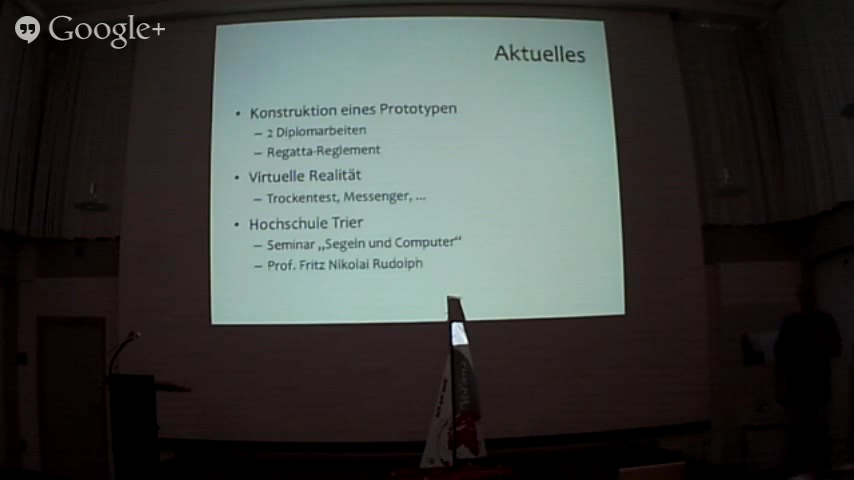 Google+
Aktuelles
• Konstruktion eines Prototypen
– 2 Diplomarbeiten
– Regatta-Reglement
• Virtuelle Realität
– Trockentest, Messenger, ...
• Hochschule Trier
– Seminar „Segeln und Computer“
– Prof. Fritz Nikolai Rudolph